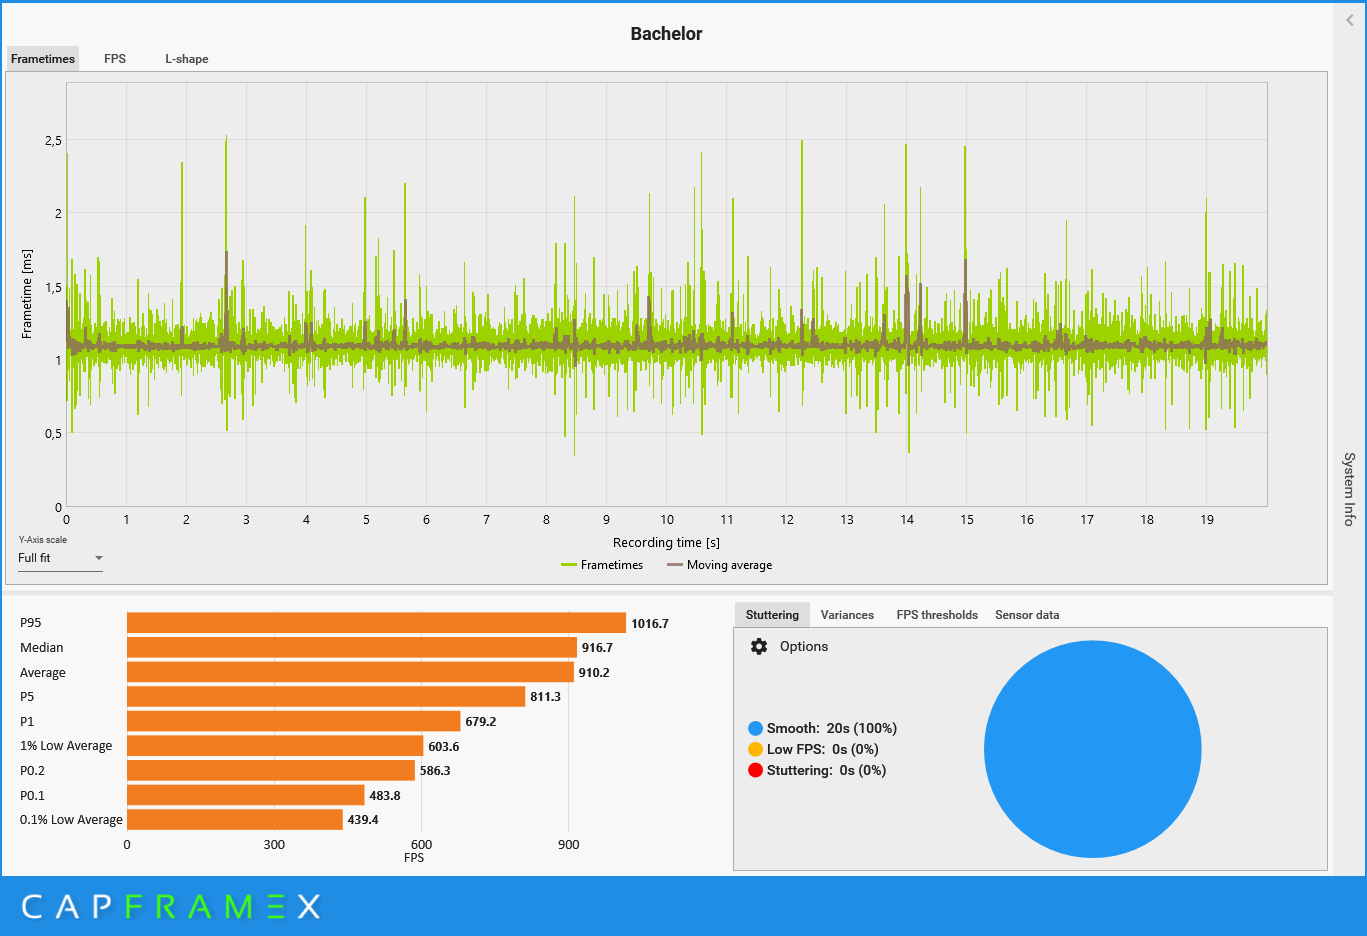 Bachelor
Frametimes FPS L-shape
Frametime [ms]
2,5
2
1,5
1
0,5
0
0 1 2 3 4 5 6 7 8 9 10 11 12 13 14 15 16 17 18 19
Recording time [s]
Y-Axis scale
Full fit
Frametimes Moving average
System Info
P95 1016.7
Median 916.7
Average 910.2
P5 811.3
P1 679.2
1% Low Average 603.6
P0.2 586.3
P0.1 483.8
0.1% Low Average 439.4
0 300 600 900
FPS
Stuttering Variances FPS thresholds Sensor data
Options
Smooth: 20s (100%)
Low FPS: 0s (0%)
Stuttering: 0s (0%)
CAPFRAMEX